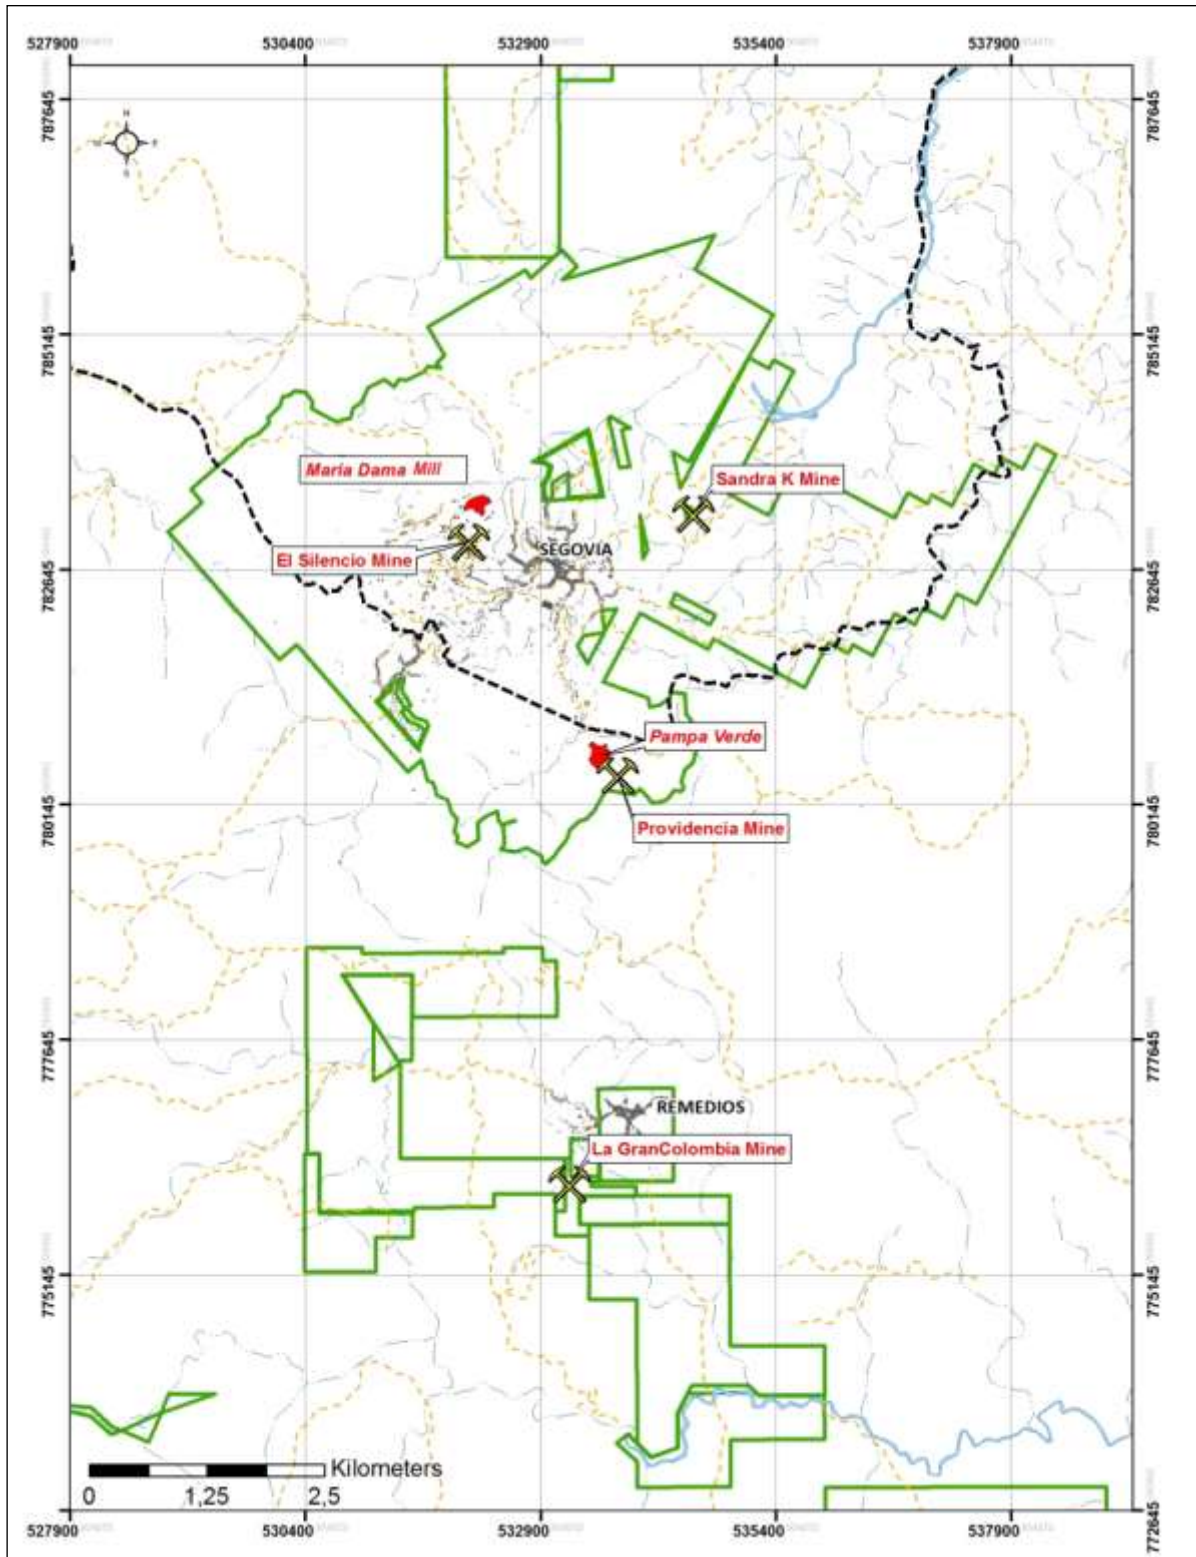 527900 530400 532900 535400 537900
787645 787645
N
S
785145 785145
María Dama Mill
Sandra K Mine
El Silencio Mine
SEGOVIA
782645 782645
Pampa Verde
780145 780145
Providencia Mine
777645 777645
REMEDIOS
La GranColombia Mine
775145 775145
Kilometers
0 1,25 2,5
772645
527900 530400 532900 535400 537900